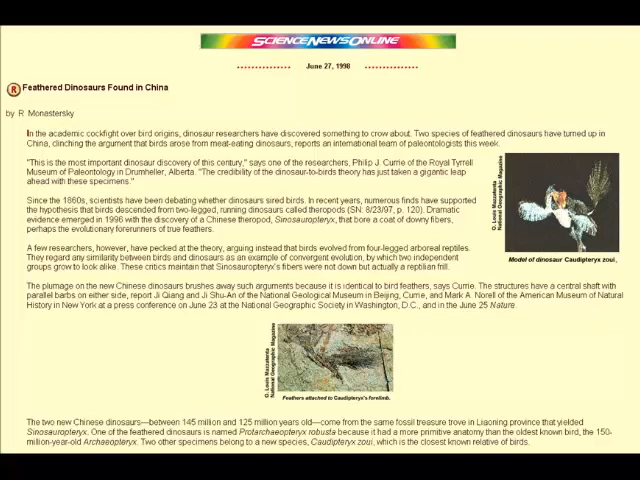 SCIENCE NEWS ONLINE
June 27, 1998
R Feathered Dinosaurs Found in China
by R Monastersky
In the academic cockfight over bird origins, dinosaur researchers have discovered something to crow about. Two species of feathered dinosaurs have turned up in
China, clinching the argument that birds arose from meat-eating dinosaurs, reports an international team of paleontologists this week.
"This is the most important dinosaur discovery of this century," says one of the researchers, Philip J. Currie of the Royal Tyrrell
Museum of Paleontology in Drumheller, Alberta. "The credibility of the dinosaur-to-birds theory has just taken a gigantic leap
ahead with these specimens."
Since the 1860s, scientists have been debating whether dinosaurs sired birds. In recent years, numerous finds have supported
the hypothesis that birds descended from two-legged, running dinosaurs called theropods (SN: 8/23/97, p. 120). Dramatic
evidence emerged in 1996 with the discovery of a Chinese theropod, Sinosauropteryx, that bore a coat of downy fibers,
perhaps the evolutionary forerunners of true feathers.
O. Louis Mazzatenta
National Geographic Magazine
Model of dinosaur Caudipteryx zoui,
A few researchers, however, have pecked at the theory, arguing instead that birds evolved from four-legged arboreal reptiles.
They regard any similarity between birds and dinosaurs as an example of convergent evolution, by which two independent
groups grow to look alike. These critics maintain that Sinosauropteryx's fibers were not down but actually a reptilian frill.
The plumage on the new Chinese dinosaurs brushes away such arguments because it is identical to bird feathers, says Currie. The structures have a central shaft with
parallel barbs on either side, report Ji Qiang and Ji Shu-An of the National Geological Museum in Beijing, Currie, and Mark A. Norell of the American Museum of Natural
History in New York at a press conference on June 23 at the National Geographic Society in Washington, D.C., and in the June 25 Nature.
O. Louis Mazzatenta
National Geographic Magazine
Feathers attached to Caudipteryx's forelimb.
The two new Chinese dinosaurs—between 145 million and 125 million years old—come from the same fossil treasure trove in Liaoning province that yielded
Sinosauropteryx. One of the feathered dinosaurs is named Protarchaeopteryx robusta because it had a more primitive anatomy than the oldest known bird, the 150-
million-year-old Archaeopteryx. Two other specimens belong to a new species, Caudipteryx zoui, which is the closest known relative of birds.